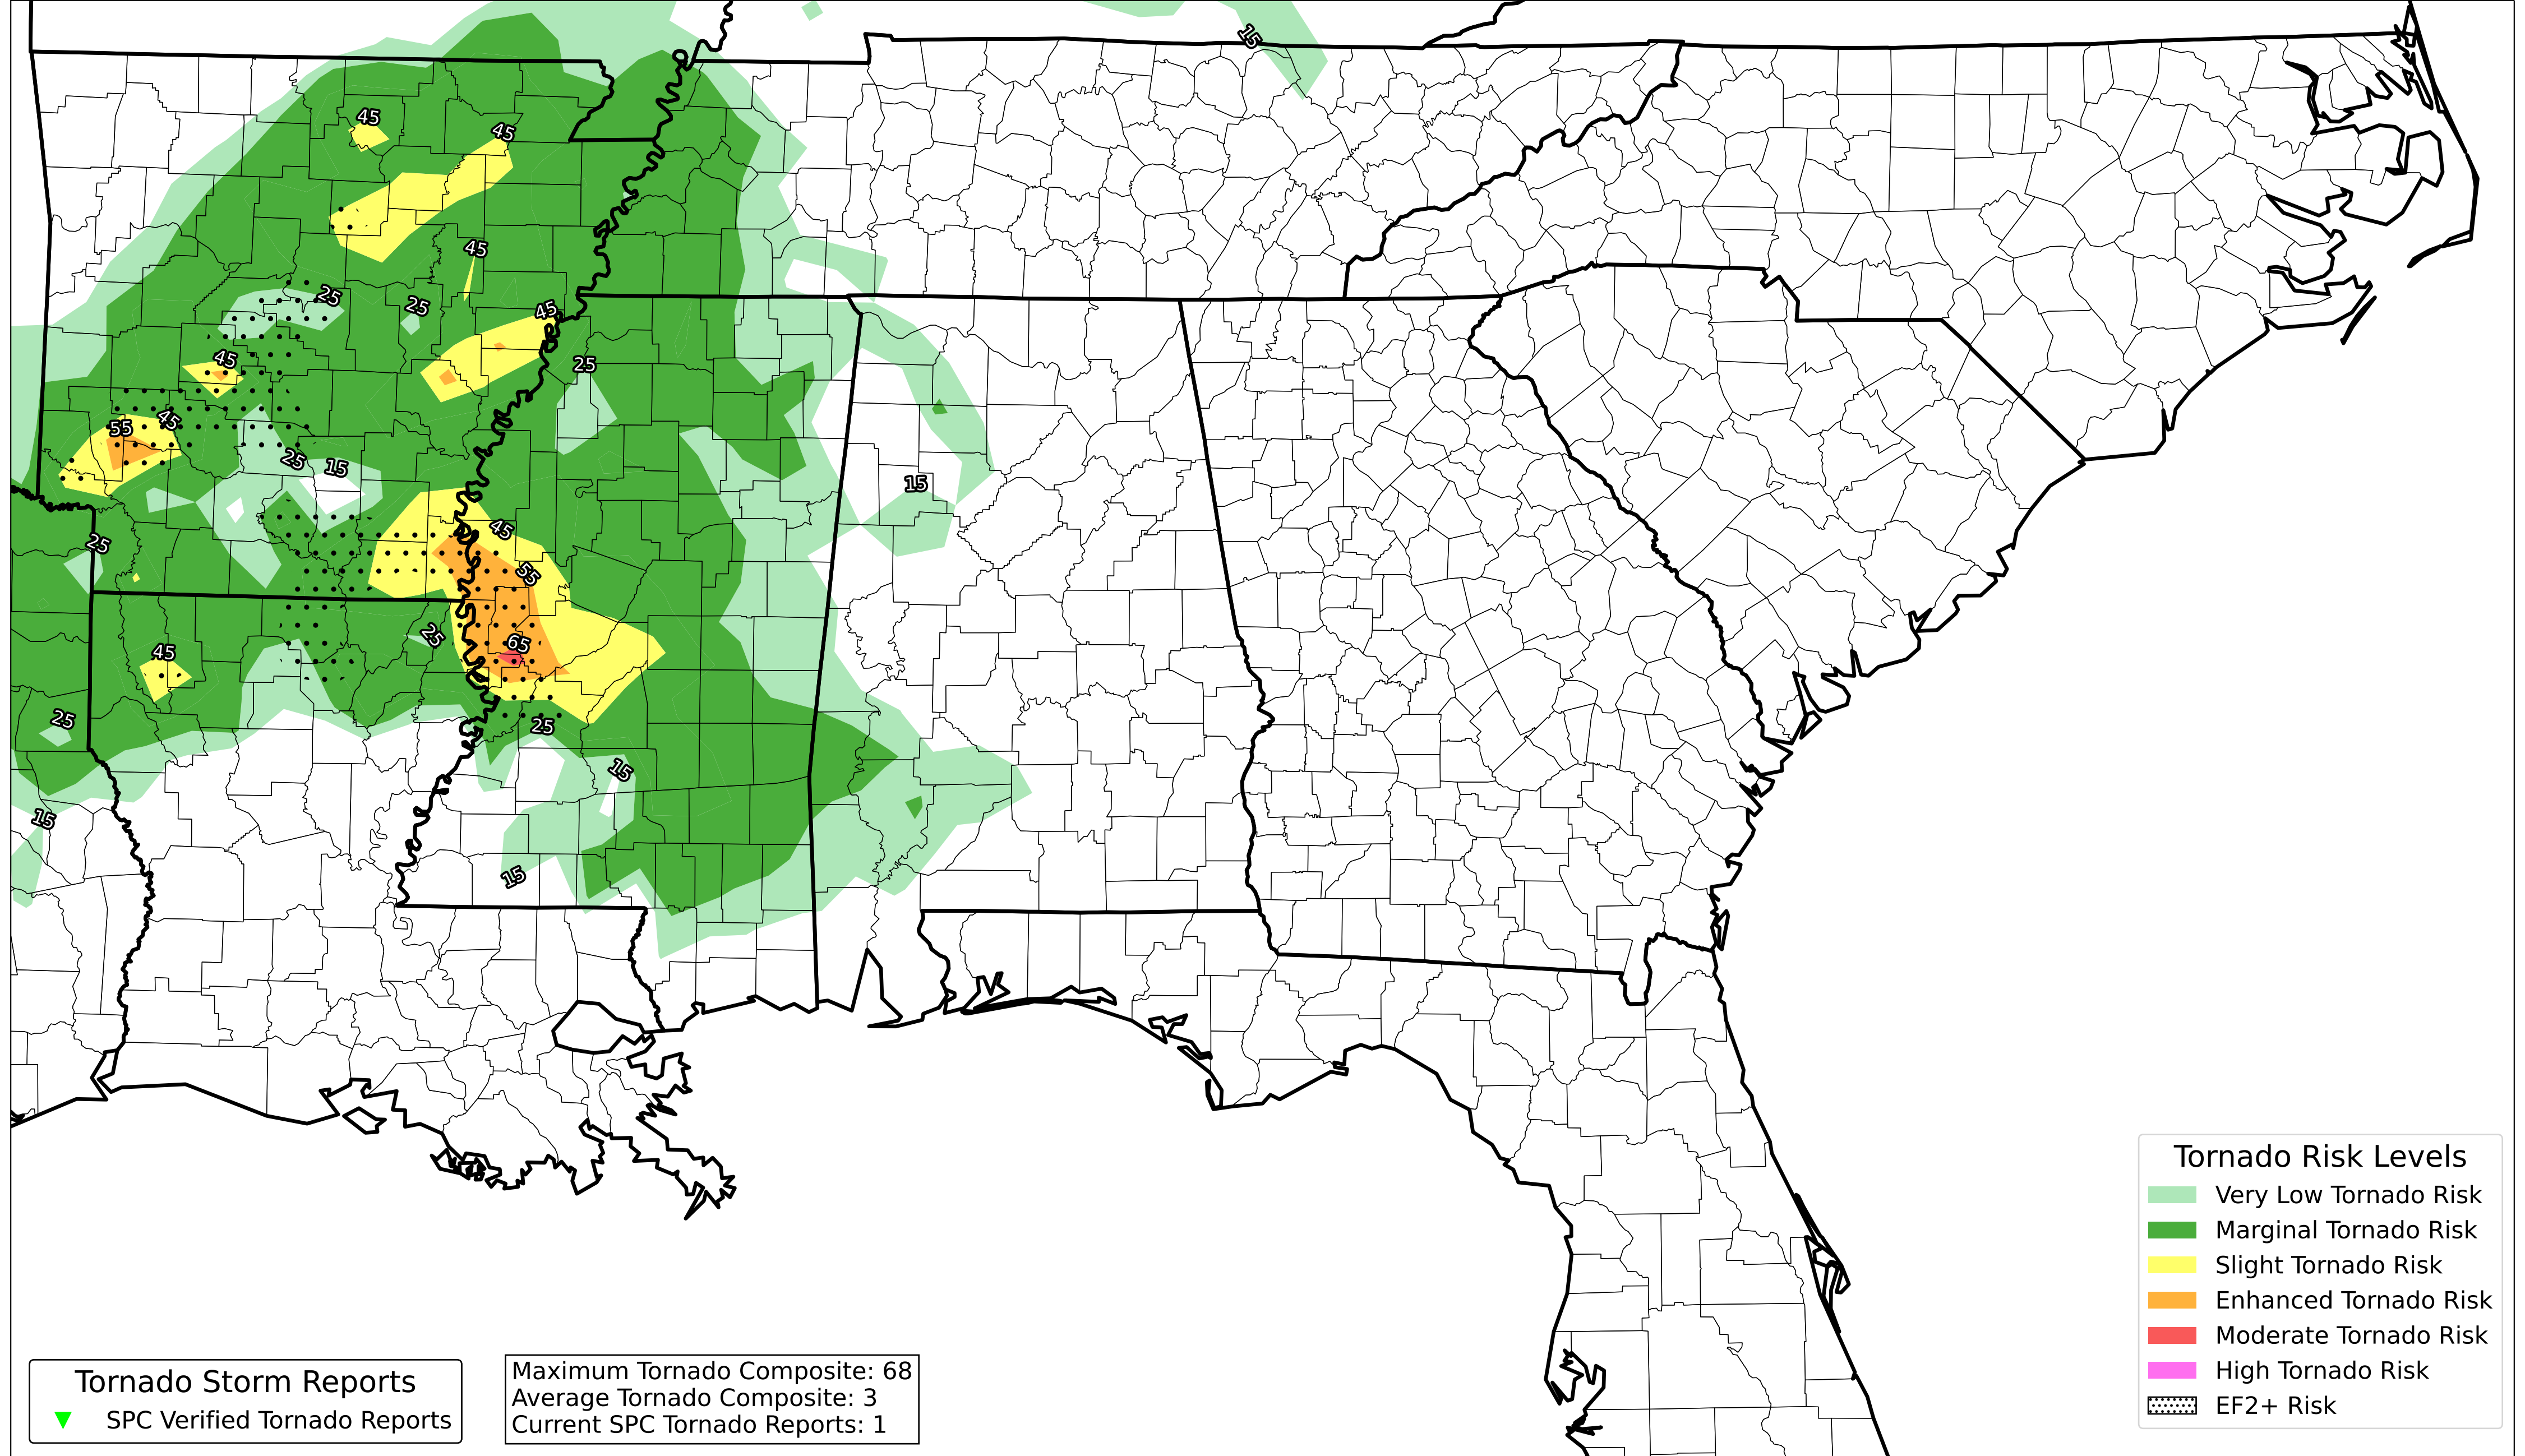 15
45
45
45
25
25
45
25
45
45
55
25
15
15
45
25
55
25
65
45
25
25
15
15
15
Tornado Risk Levels
Very Low Tornado Risk
Marginal Tornado Risk
Slight Tornado Risk
Enhanced Tornado Risk
Moderate Tornado Risk
High Tornado Risk
EF2+ Risk
Tornado Storm Reports
SPC Verified Tornado Reports
Maximum Tornado Composite: 68
Average Tornado Composite: 3
Current SPC Tornado Reports: 1